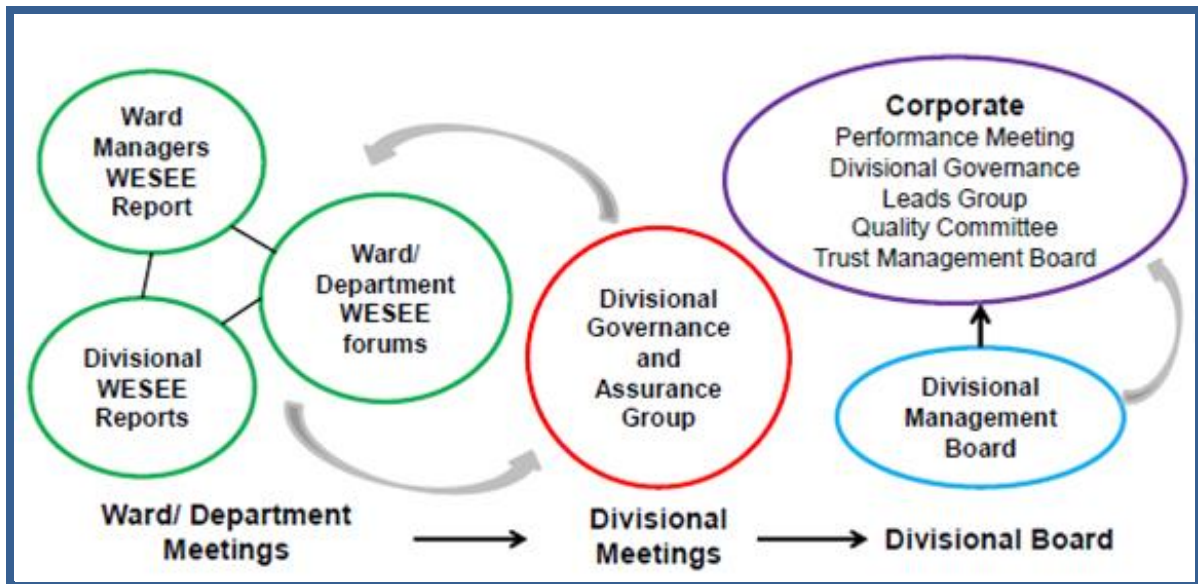 Ward
Managers
WESEE
Report
Ward/
Department
WESEE
forums
Divisional
WESEE
Reports
Divisional
Governance
and
Assurance
Group
Corporate
Performance Meeting
Divisional Governance
Leads Group
Quality Committee
Trust Management Board
Divisional
Management
Board
Ward/ Department
Meetings
Divisional
Meetings
Divisional Board